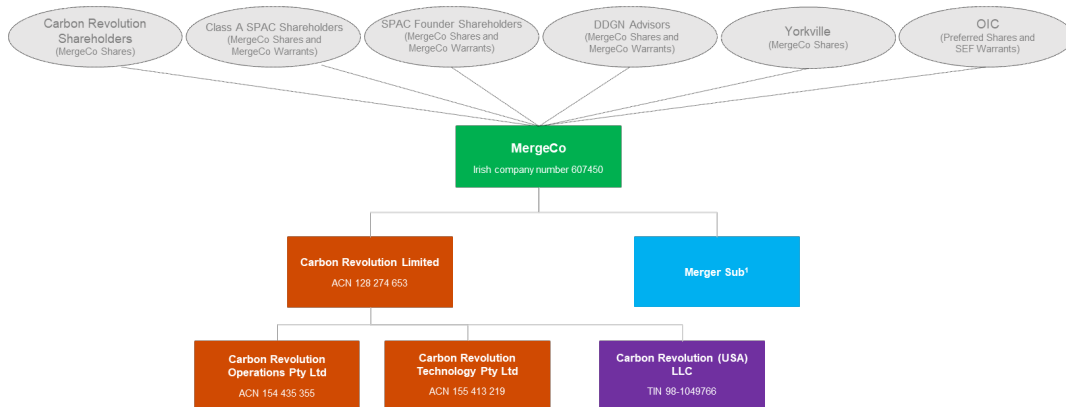 Carbon Revolution
Shareholders
(MergeCo Shares)
Class A SPAC Shareholders
(MergeCo Shares and
MergeCo Warrants)
SPAC Founder Shareholders
(MergeCo Shares and
MergeCo Warrants)
DDGN Advisors
(MergeCo Shares and
MergeCo Warrants)
Yorkville
(MergeCo Shares)
OIC
(Preferred Shares and
SEF Warrants)
MergeCo
Irish company number 607450
Carbon Revolution Limited
ACN 128 274 653
Merger Sub¹
Carbon Revolution
Operations Pty Ltd
ACN 154 435 355
Carbon Revolution
Technology Pty Ltd
ACN 155 413 219
Carbon Revolution (USA)
LLC
TIN 98-1049766